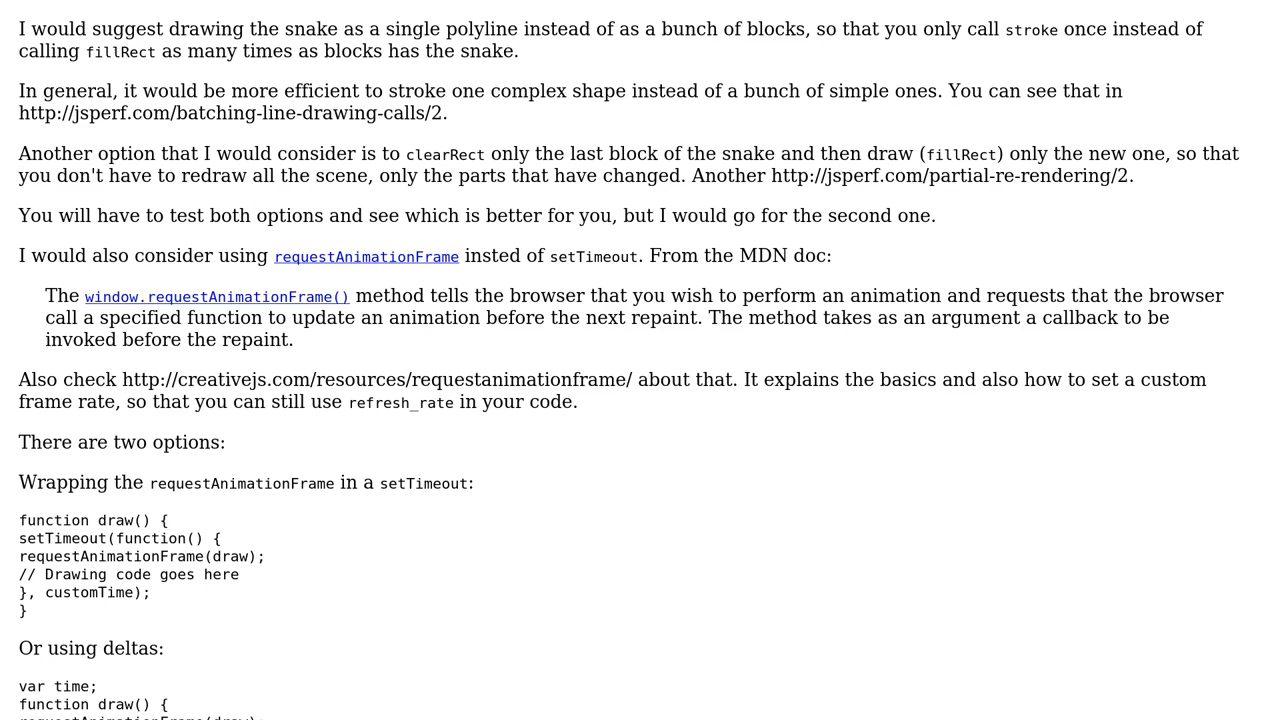 I would suggest drawing the snake as a single polyline instead of as a bunch of blocks, so that you only call stroke once instead of
calling fillRect as many times as blocks has the snake.
In general, it would be more efficient to stroke one complex shape instead of a bunch of simple ones. You can see that in
http://jsperf.com/batching-line-drawing-calls/2.
Another option that I would consider is to clearRect only the last block of the snake and then draw (fillRect) only the new one, so that
you don't have to redraw all the scene, only the parts that have changed. Another http://jsperf.com/partial-re-rendering/2.
You will have to test both options and see which is better for you, but I would go for the second one.
I would also consider using requestAnimationFrame insted of setTimeout. From the MDN doc:
The window.requestAnimationFrame() method tells the browser that you wish to perform an animation and requests that the browser
call a specified function to update an animation before the next repaint. The method takes as an argument a callback to be
invoked before the repaint.
Also check http://creativejs.com/resources/requestanimationframe/ about that. It explains the basics and also how to set a custom
frame rate, so that you can still use refresh_rate in your code.
There are two options:
Wrapping the requestAnimationFrame in a setTimeout:
function draw() {
setTimeout(function() {
requestAnimationFrame(draw);
// Drawing code goes here
}, customTime);
}
Or using deltas:
var time;
function draw() {